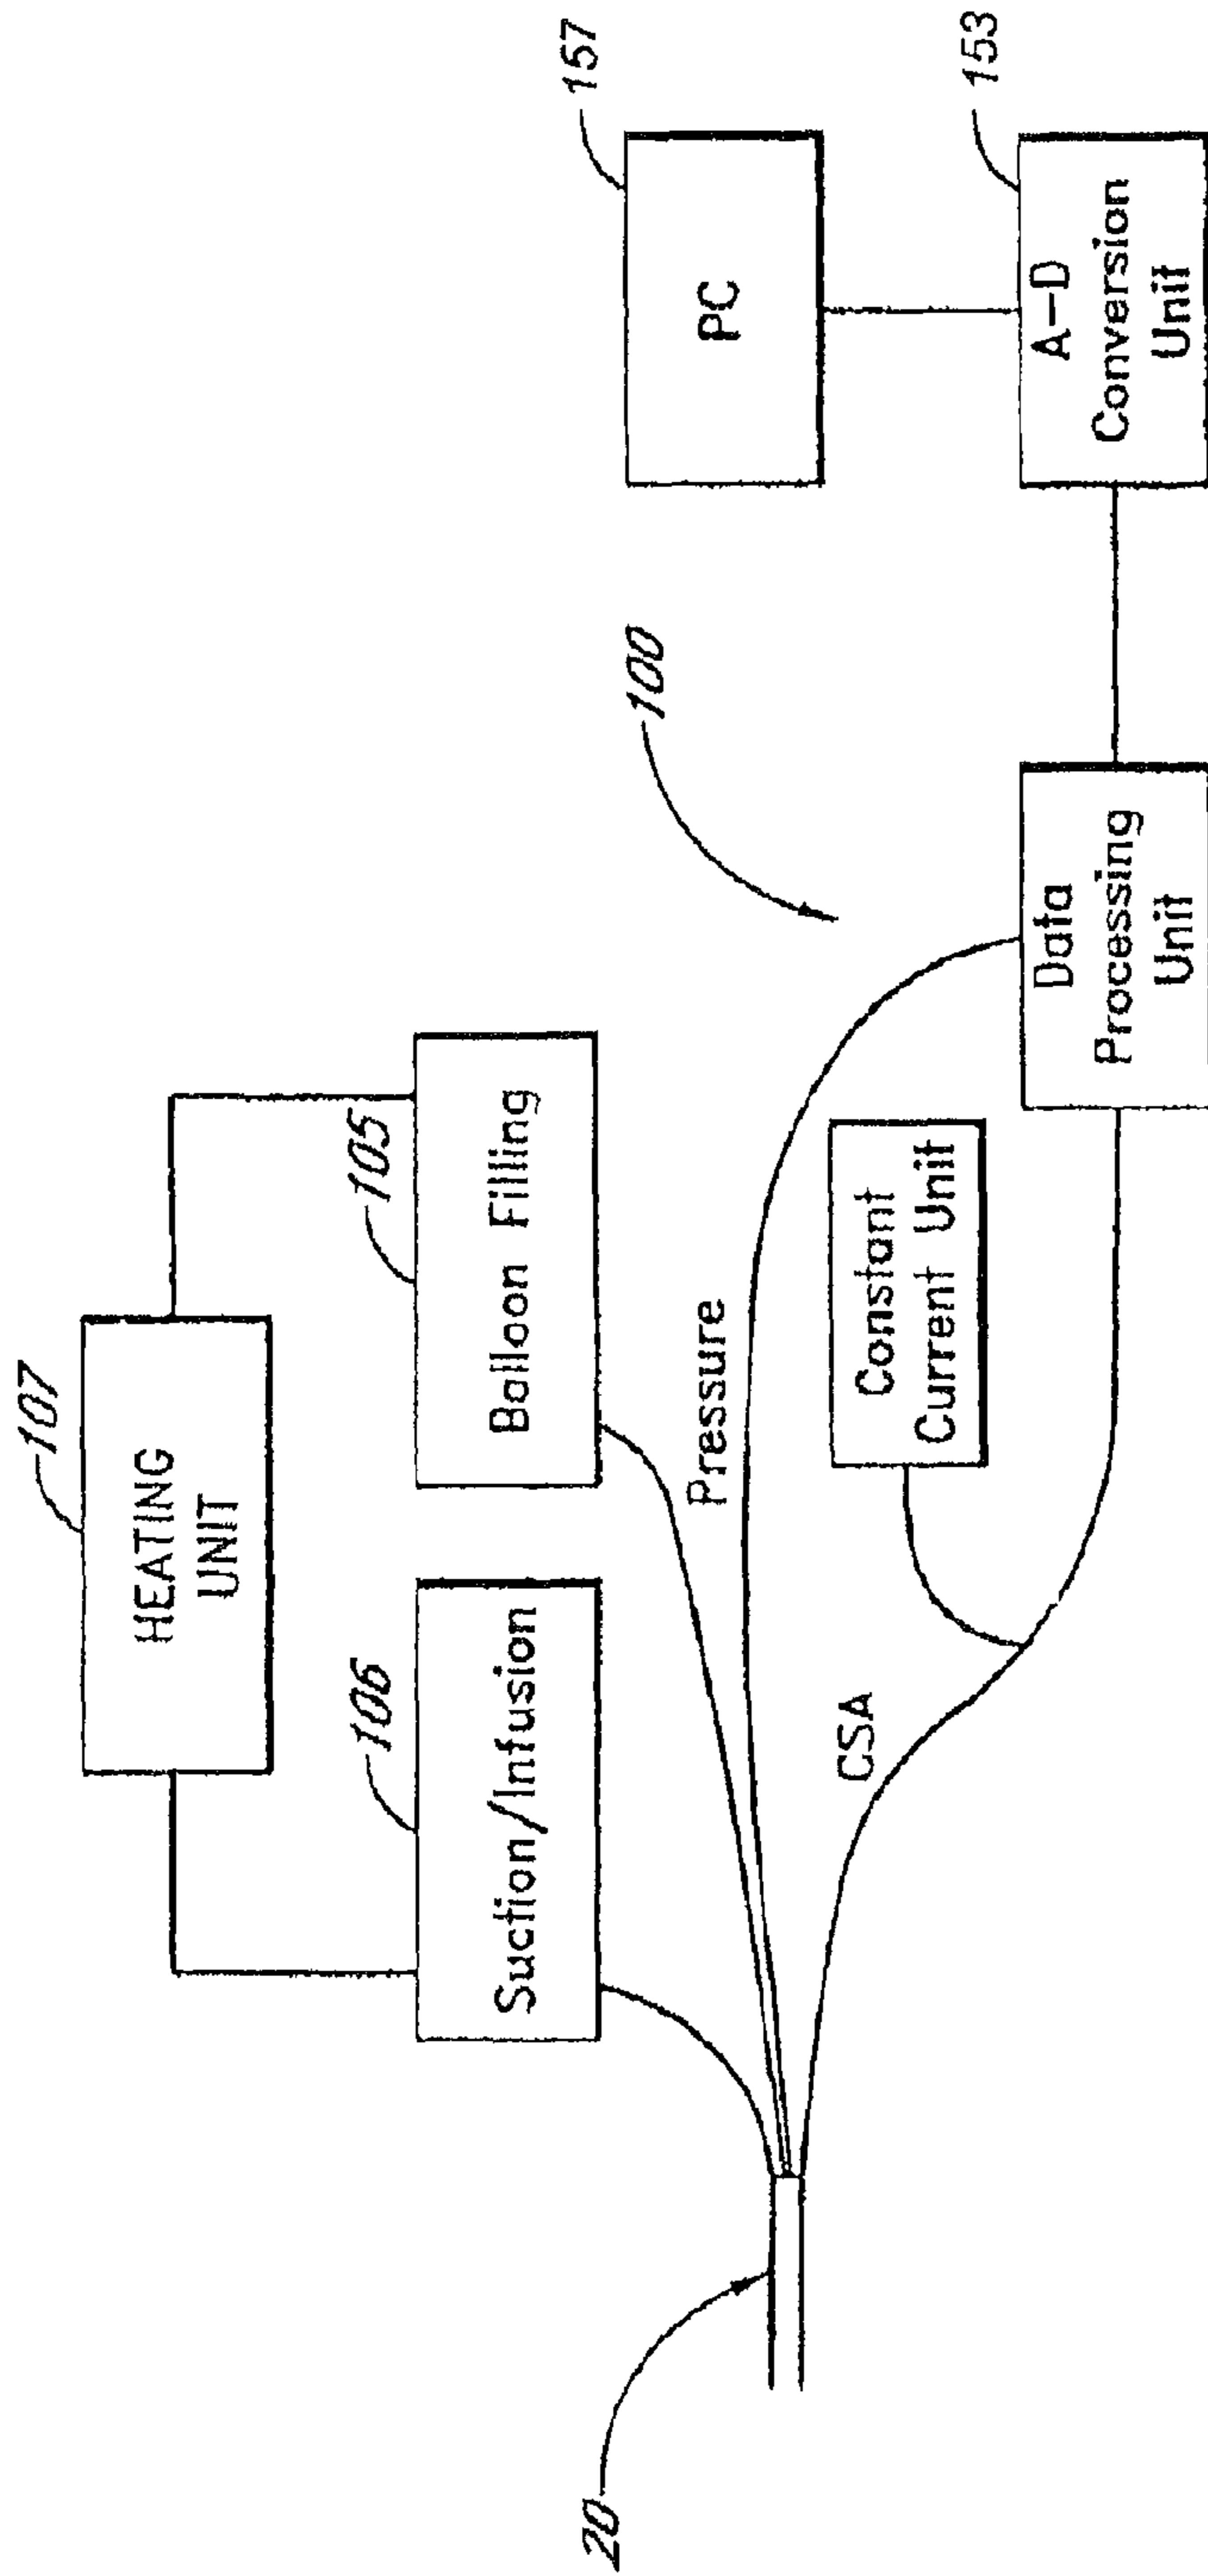 107
HEATING
UNIT
106
Suction/Infusion
105
Balloon Filling
157
PC
100
Pressure
Constant
Current Unit
CSA
20
Data
Processing
Unit
153
A-D
Conversion
Unit